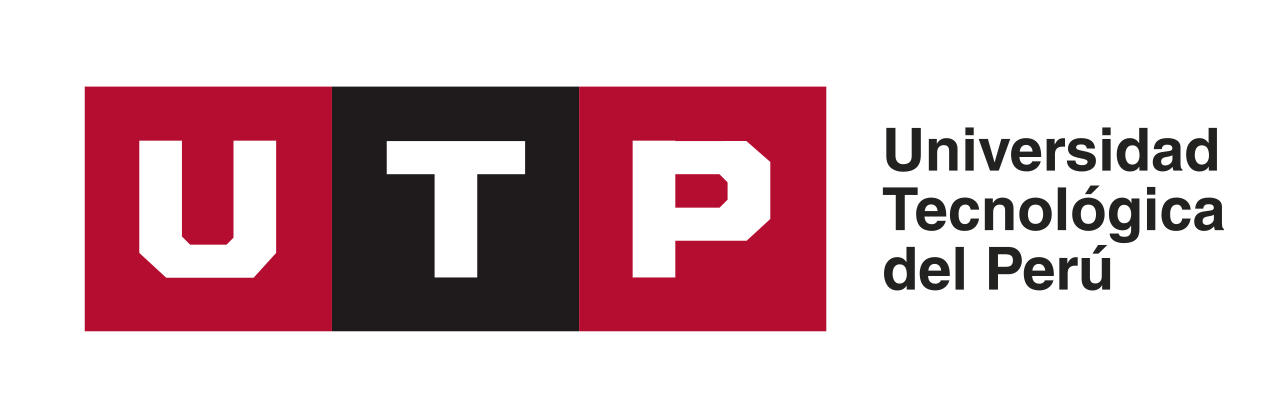 UTP
Universidad
Tecnológica
del Perú